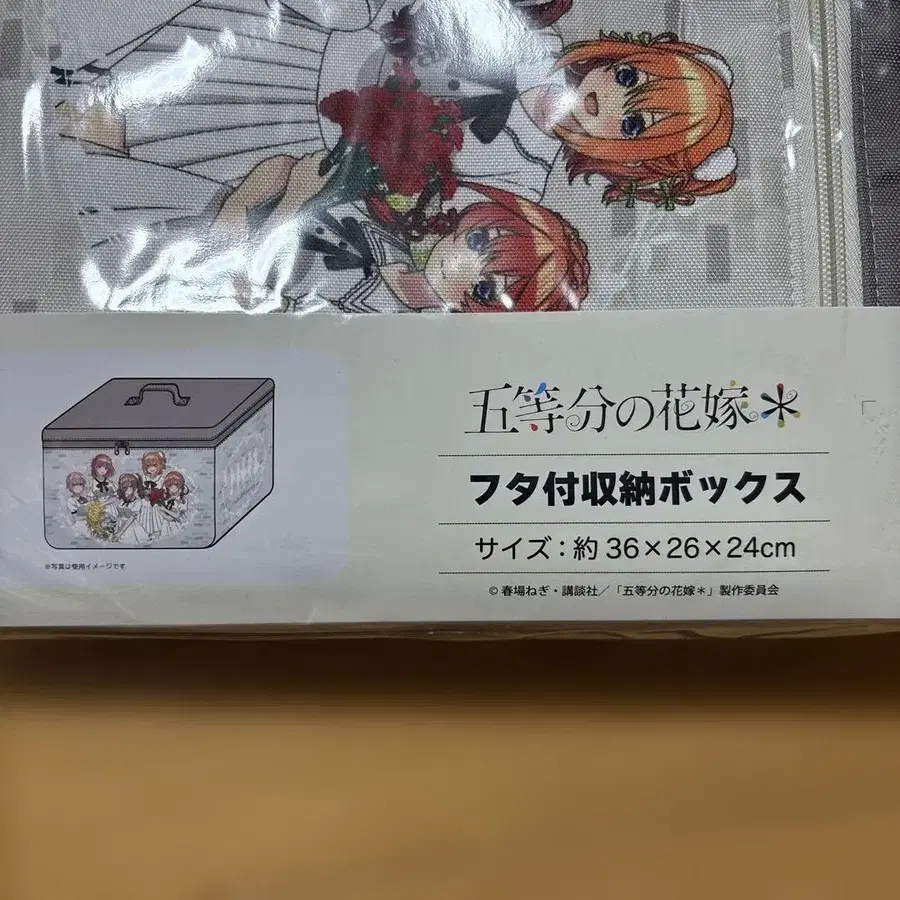 五等分の花嫁＊
フタ付収納ボックス
サイズ：約 36×26×24cm
© 春場ねぎ・講談社／「五等分の花嫁＊」製作委員会
※写真は使用イメージです